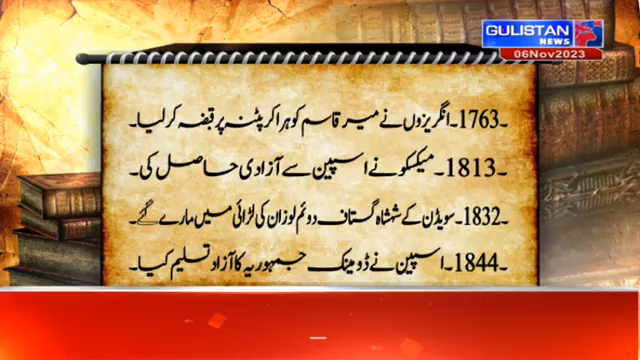 GULISTAN
NEWS
06Nov2023
۔1763۔انگریزوں نے میر قاسم کو ہرا کر پٹنہ پر قبضہ کرلیا۔
۔1813۔ میکسکو نے اسپین سے آزادی حاصل کی۔
۔1832۔سویڈن کے شہنشاہ گستاف دوئم لوزان کی لڑائی میں مارے گئے۔
۔1844۔اسپین نے ڈومینک جمہوریہ کا آزاد تسلیم کیا۔